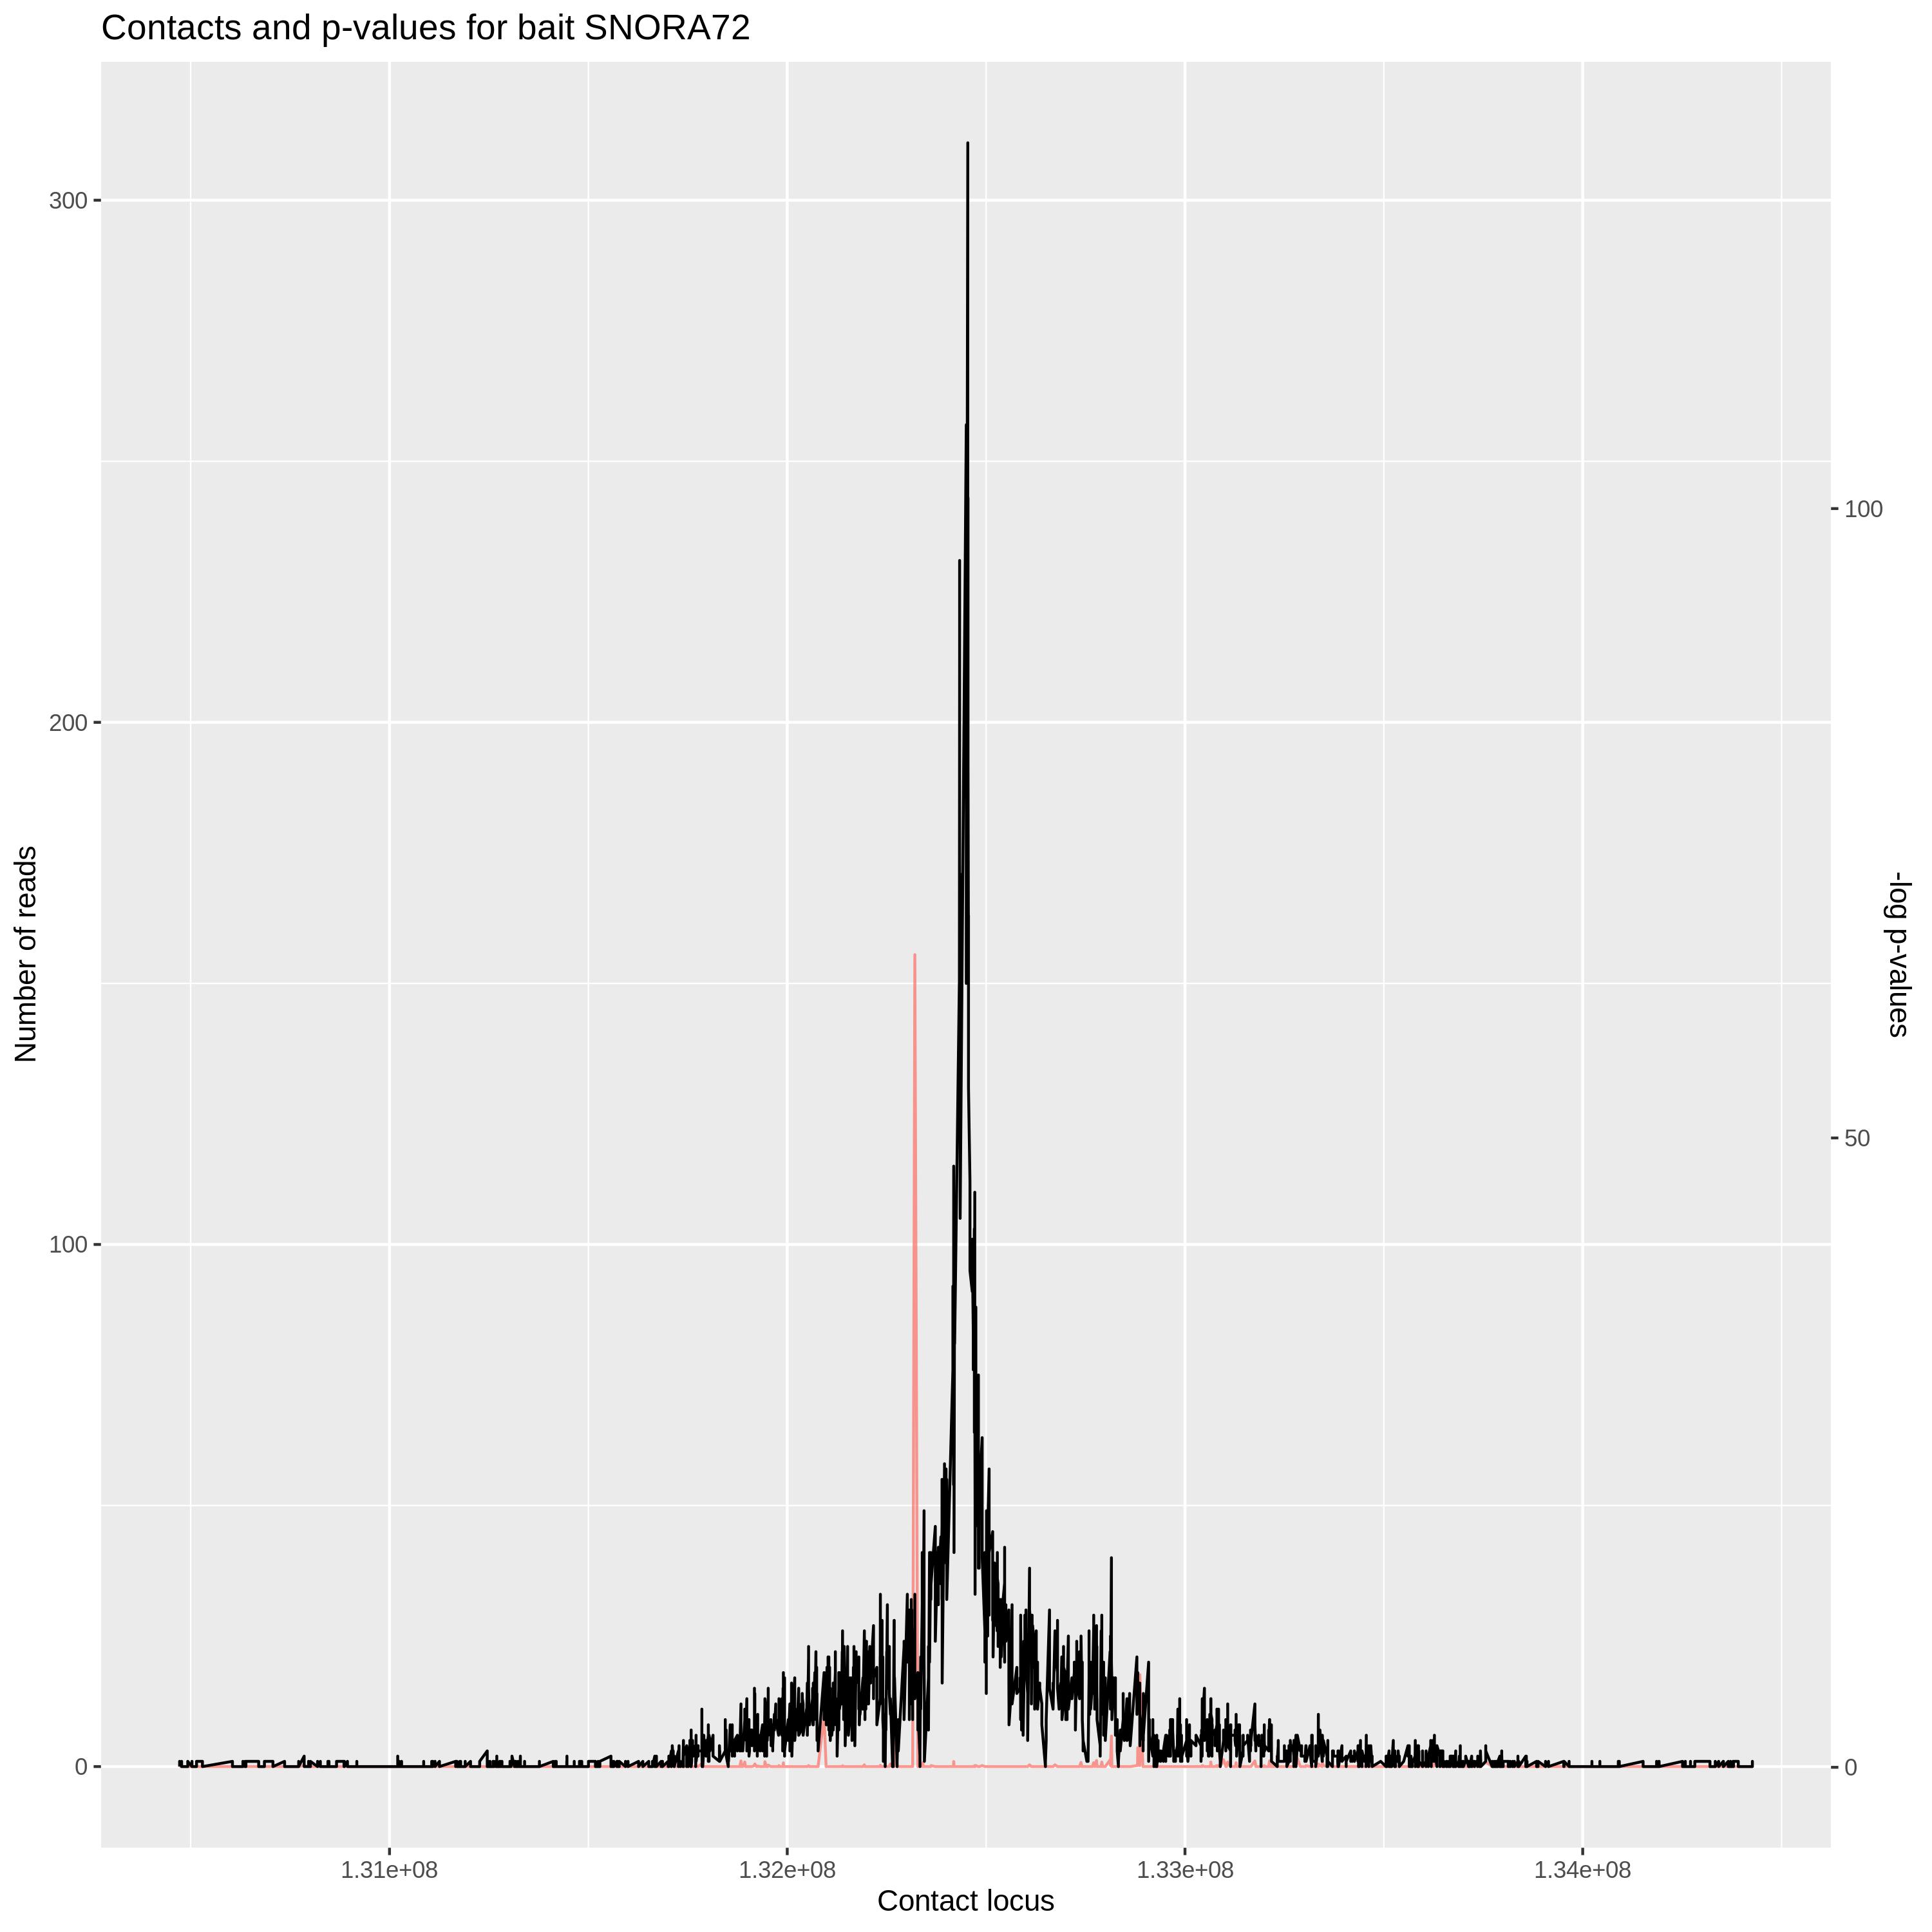 Contacts and p-values for bait SNORA72
300
200
100
0
Number of reads
100
50
0
-log p-values
1.31e+08
1.32e+08
1.33e+08
1.34e+08
Contact locus